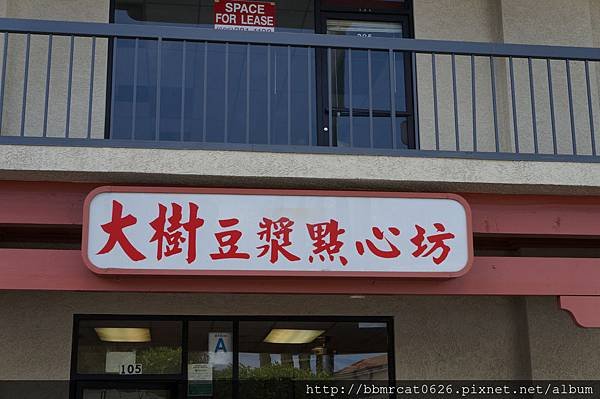 SPACE
FOR LEASE
大樹豆漿點心坊
A
105
http://bbmrcat0626.pixnet.net/album